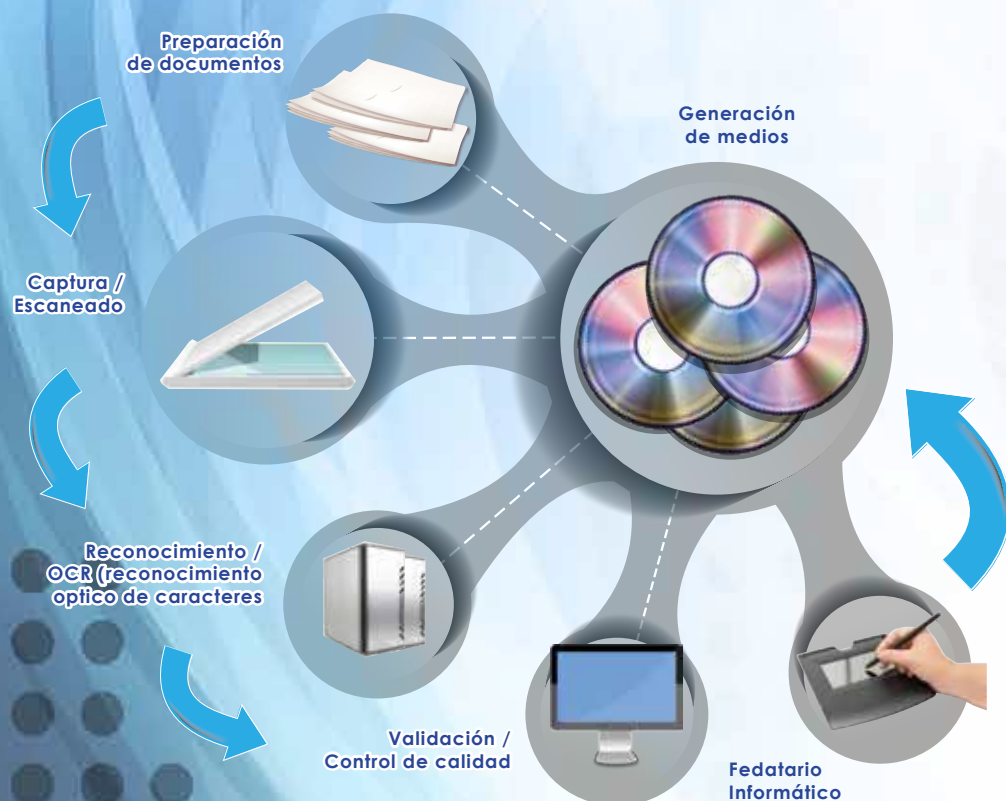 Preparación
de documentos
Generación
de medios
Captura /
Escaneado
Reconocimiento /
OCR (reconocimiento
optico de caracteres
Validación /
Control de calidad
Fedatario
Informático